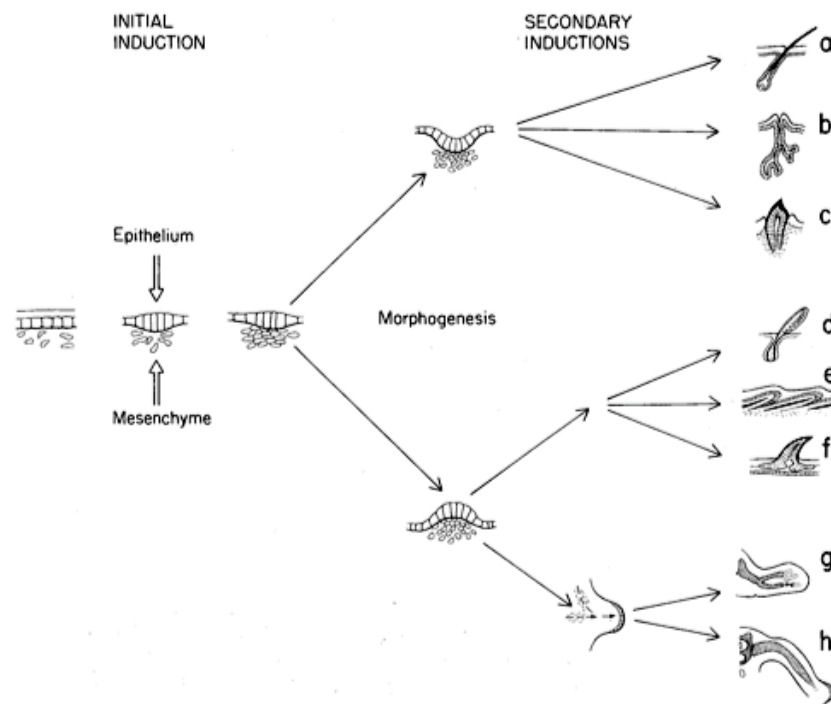 INITIAL
INDUCTION
SECONDARY
INDUCTIONS
a
b
c
Epithelium
Morphogenesis
Mesenchyme
d
e
f
g
h